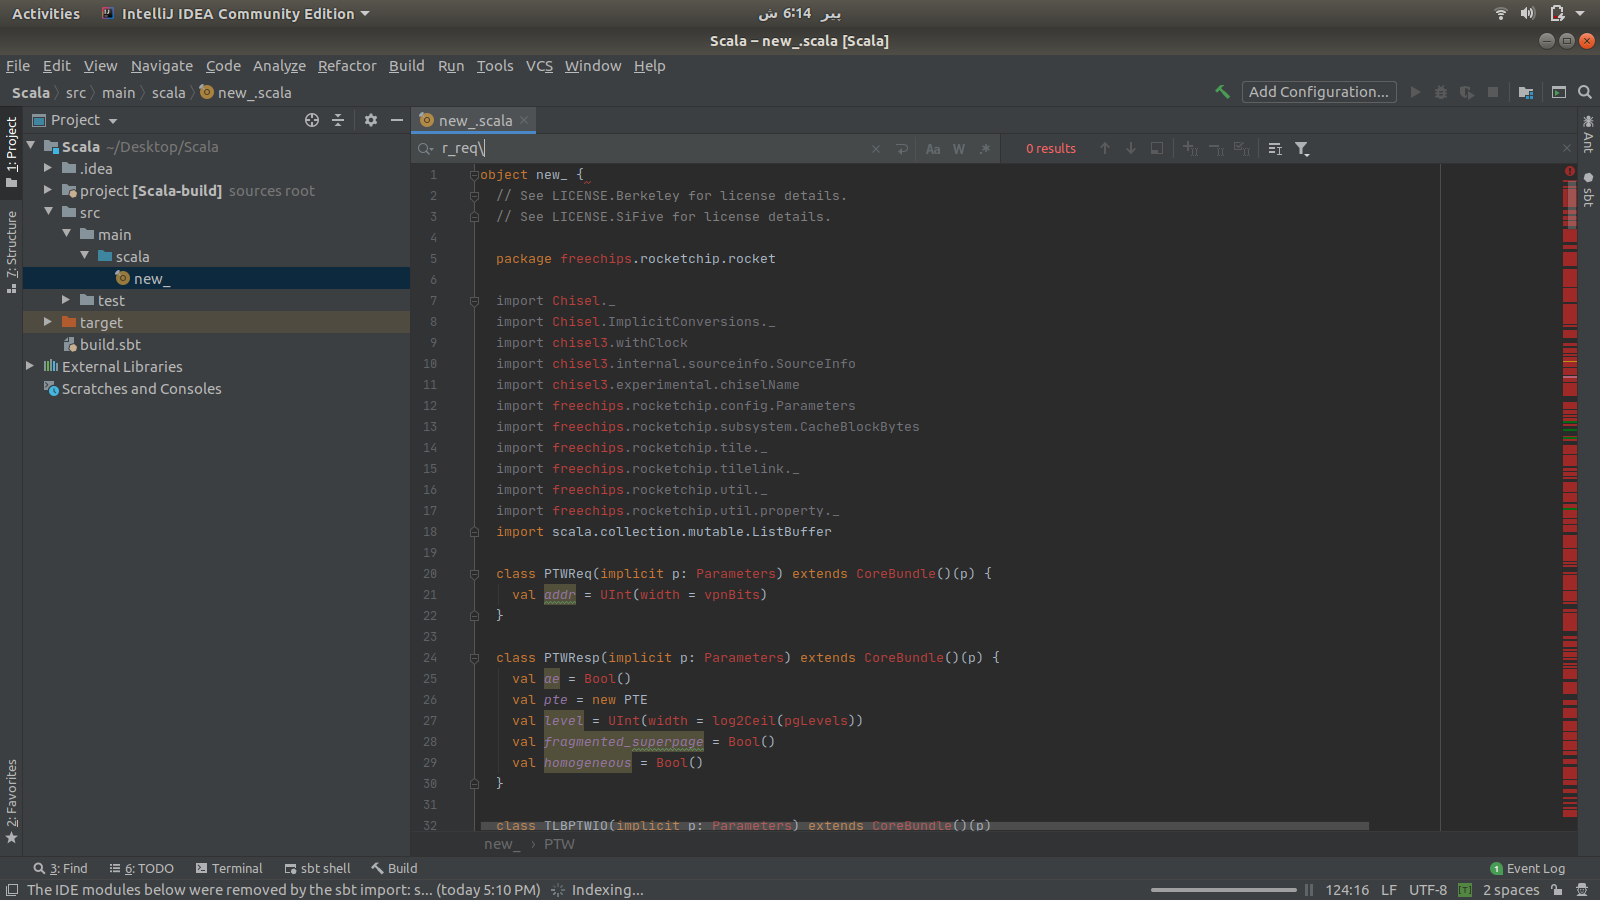 Activities IntelliJ IDEA Community Edition پیر 6:14 ش
Scala – new_.scala [Scala]
File Edit View Navigate Code Analyze Refactor Build Run Tools VCS Window Help
Scala src main scala new_.scala Add Configuration...
Project new_.scala
r_req\ Aa W .* 0 results
1: Project
7: Structure
2: Favorites
Scala ~/Desktop/Scala
.idea
project [Scala-build] sources root
src
main
scala
new_
test
target
build.sbt
External Libraries
Scratches and Consoles
1 object new_ {
2 // See LICENSE.Berkeley for license details.
3 // See LICENSE.SiFive for license details.
4
5 package freechips.rocketchip.rocket
6
7 import Chisel._
8 import Chisel.ImplicitConversions._
9 import chisel3.withClock
10 import chisel3.internal.sourceinfo.SourceInfo
11 import chisel3.experimental.chiselName
12 import freechips.rocketchip.config.Parameters
13 import freechips.rocketchip.subsystem.CacheBlockBytes
14 import freechips.rocketchip.tile._
15 import freechips.rocketchip.tilelink._
16 import freechips.rocketchip.util._
17 import freechips.rocketchip.util.property._
18 import scala.collection.mutable.ListBuffer
19
20 class PTWReq(implicit p: Parameters) extends CoreBundle()(p) {
21 val addr = UInt(width = vpnBits)
22 }
23
24 class PTWResp(implicit p: Parameters) extends CoreBundle()(p) {
25 val ae = Bool()
26 val pte = new PTE
27 val level = UInt(width = log2Ceil(pgLevels))
28 val fragmented_superpage = Bool()
29 val homogeneous = Bool()
30 }
31
32 class TLBPTWIO(implicit p: Parameters) extends CoreBundle()(p)
new_ › PTW
Ant
sbt
3: Find 6: TODO Terminal sbt shell Build 1 Event Log
The IDE modules below were removed by the sbt import: s... (today 5:10 PM) Indexing... 124:16 LF UTF-8 [T] 2 spaces